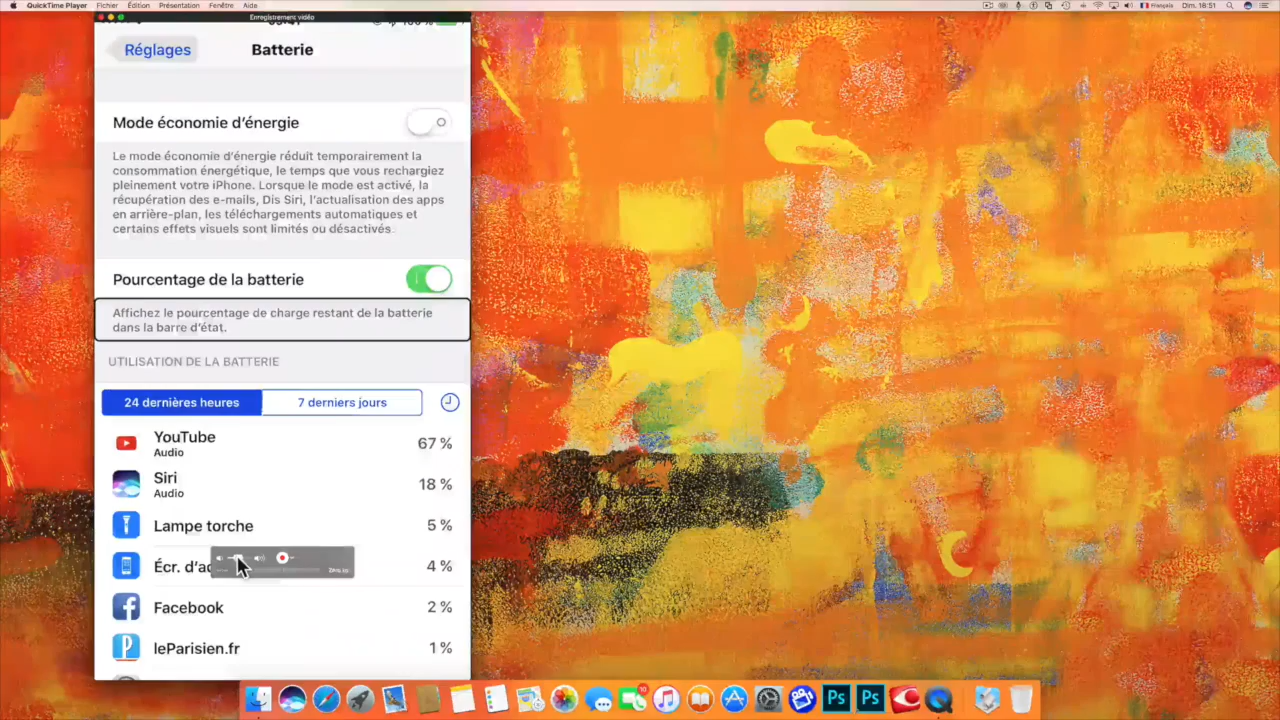 QuickTime Player Fichier Édition Présentation Fenêtre Aide
Français Dim. 16:51
Enregistrement vidéo
Réglages
Batterie
Mode économie d'énergie
Le mode économie d'énergie réduit temporairement la
consommation énergétique, le temps que vous rechargiez
pleinement votre iPhone. Lorsque le mode est activé, la
récupération des e-mails, Dis Siri, l'actualisation des apps
en arrière-plan, les téléchargements automatiques et
certains effets visuels sont limités ou désactivés.
Pourcentage de la batterie
Affichez le pourcentage de charge restant de la batterie
dans la barre d'état.
UTILISATION DE LA BATTERIE
24 dernières heures
7 derniers jours
YouTube
Audio
67 %
Siri
Audio
18 %
Lampe torche
5 %
Écr. d'ac
4 %
Facebook
2 %
leParisien.fr
1 %
Ps
Ps